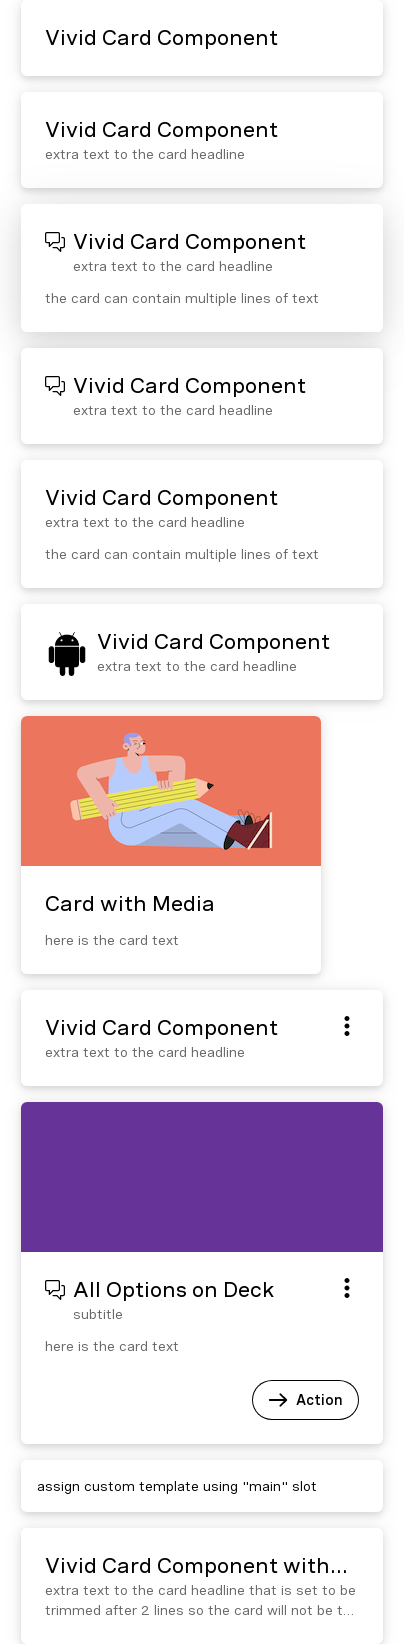 Vivid Card Component
Vivid Card Component
extra text to the card headline
Vivid Card Component
extra text to the card headline
the card can contain multiple lines of text
Vivid Card Component
extra text to the card headline
Vivid Card Component
extra text to the card headline
the card can contain multiple lines of text
Vivid Card Component
extra text to the card headline
Card with Media
here is the card text
Vivid Card Component
extra text to the card headline
All Options on Deck
subtitle
here is the card text
Action
assign custom template using "main" slot
Vivid Card Component with...
extra text to the card headline that is set to be
trimmed after 2 lines so the card will not be t...